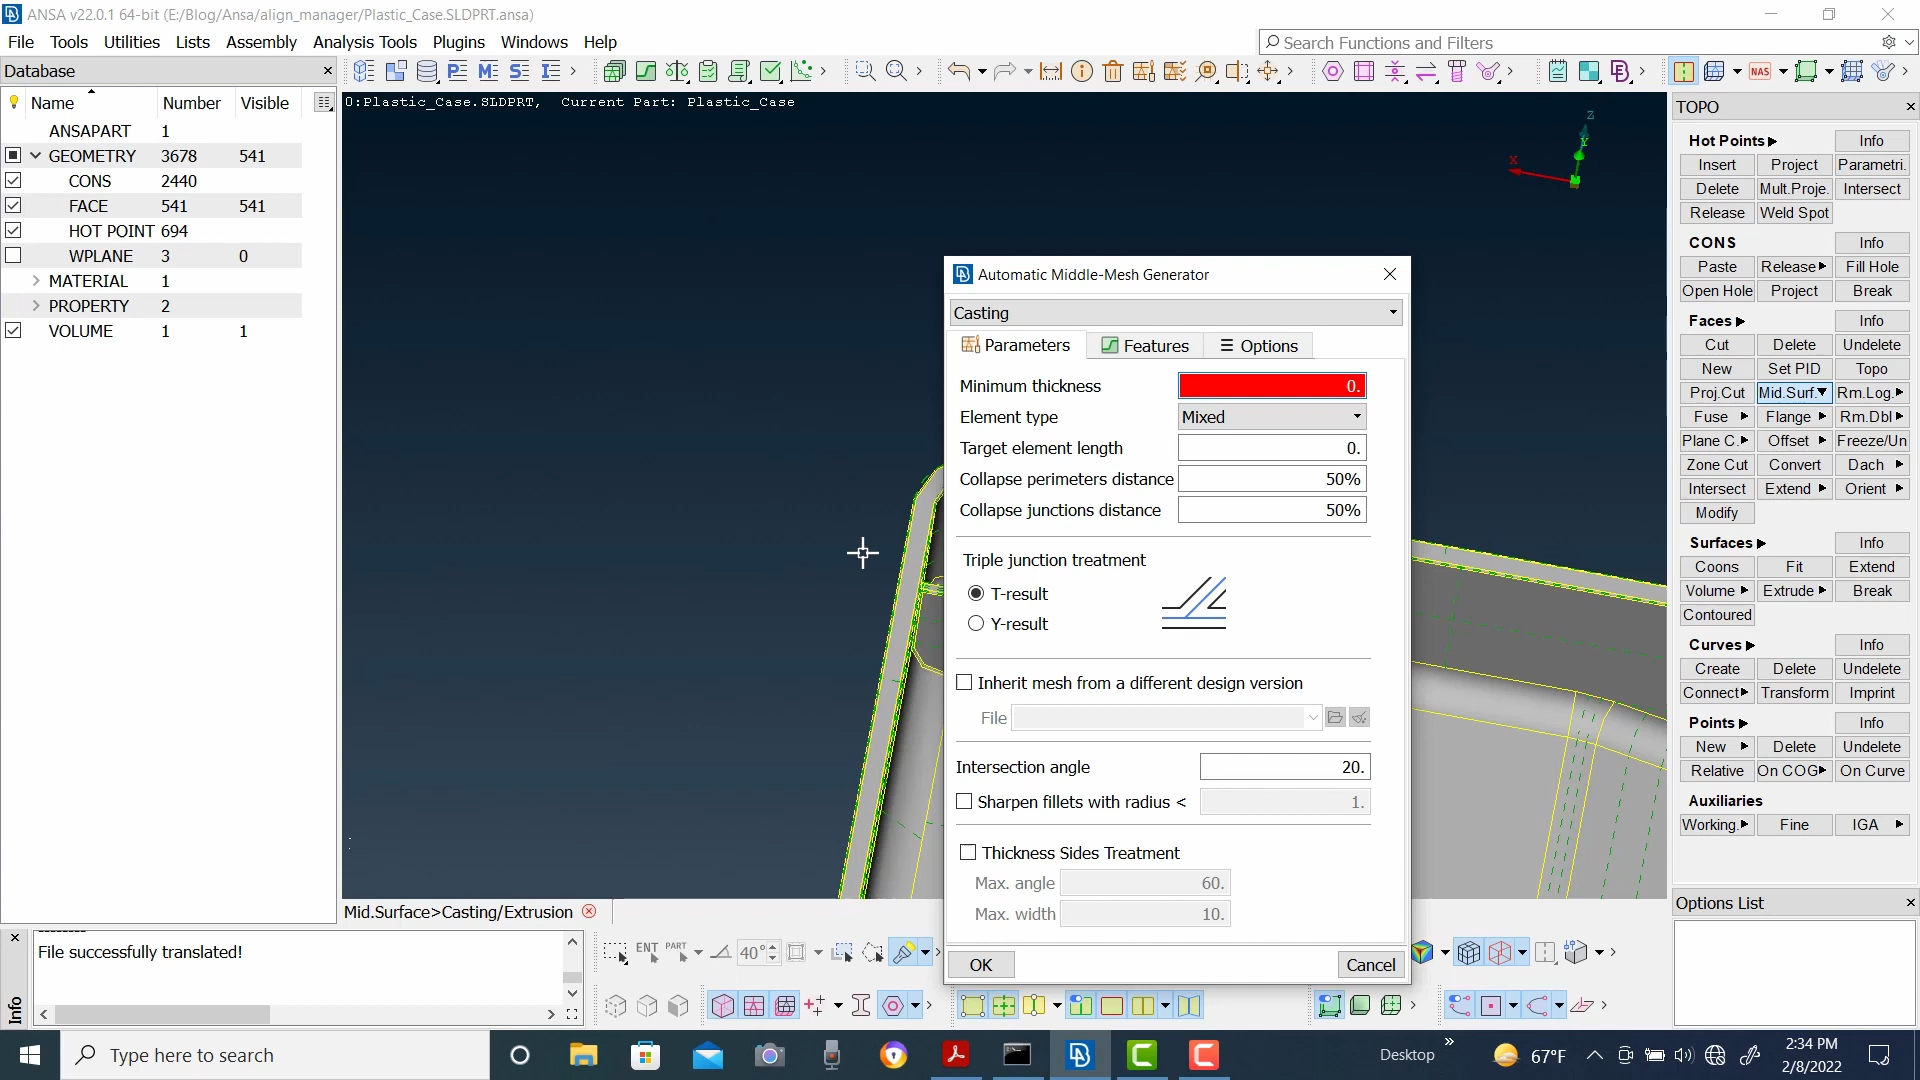 ANSA v22.0.1 64-bit (E:/Blog/Ansa/align_manager/Plastic_Case.SLDPRT.ansa)
File Tools Utilities Lists Assembly Analysis Tools Plugins Windows Help
Search Functions and Filters
Database
Name Number Visible
ANSAPART 1
GEOMETRY 3678 541
CONS 2440
FACE 541 541
HOT POINT 694
WPLANE 3 0
MATERIAL 1
PROPERTY 2
VOLUME 1 1
0:Plastic_Case.SLDPRT, Current Part: Plastic_Case
Z
Y
X
Automatic Middle-Mesh Generator
Casting
Parameters Features Options
Minimum thickness 0.
Element type Mixed
Target element length 0.
Collapse perimeters distance 50%
Collapse junctions distance 50%
Triple junction treatment
T-result
Y-result
Inherit mesh from a different design version
File
Intersection angle 20.
Sharpen fillets with radius < 1.
Thickness Sides Treatment
Max. angle 60.
Max. width 10.
OK Cancel
NAS
TOPO
Hot Points Info
Insert Project Parametri.
Delete Mult.Proje. Intersect
Release Weld Spot
CONS Info
Paste Release Fill Hole
Open Hole Project Break
Faces Info
Cut Delete Undelete
New Set PID Topo
Proj.Cut Mid.Surf. Rm.Log.
Fuse Flange Rm.Dbl
Plane C. Offset Freeze/Un
Zone Cut Convert Dach
Intersect Extend Orient
Modify
Surfaces Info
Coons Fit Extend
Volume Extrude Break
Contoured
Curves Info
Create Delete Undelete
Connect Transform Imprint
Points Info
New Delete Undelete
Relative On COG On Curve
Auxiliaries
Working. Fine IGA
Options List
Mid.Surface>Casting/Extrusion
File successfully translated!
Info
ENT PART 40°
Type here to search
Desktop
67°F
2:34 PM
2/8/2022